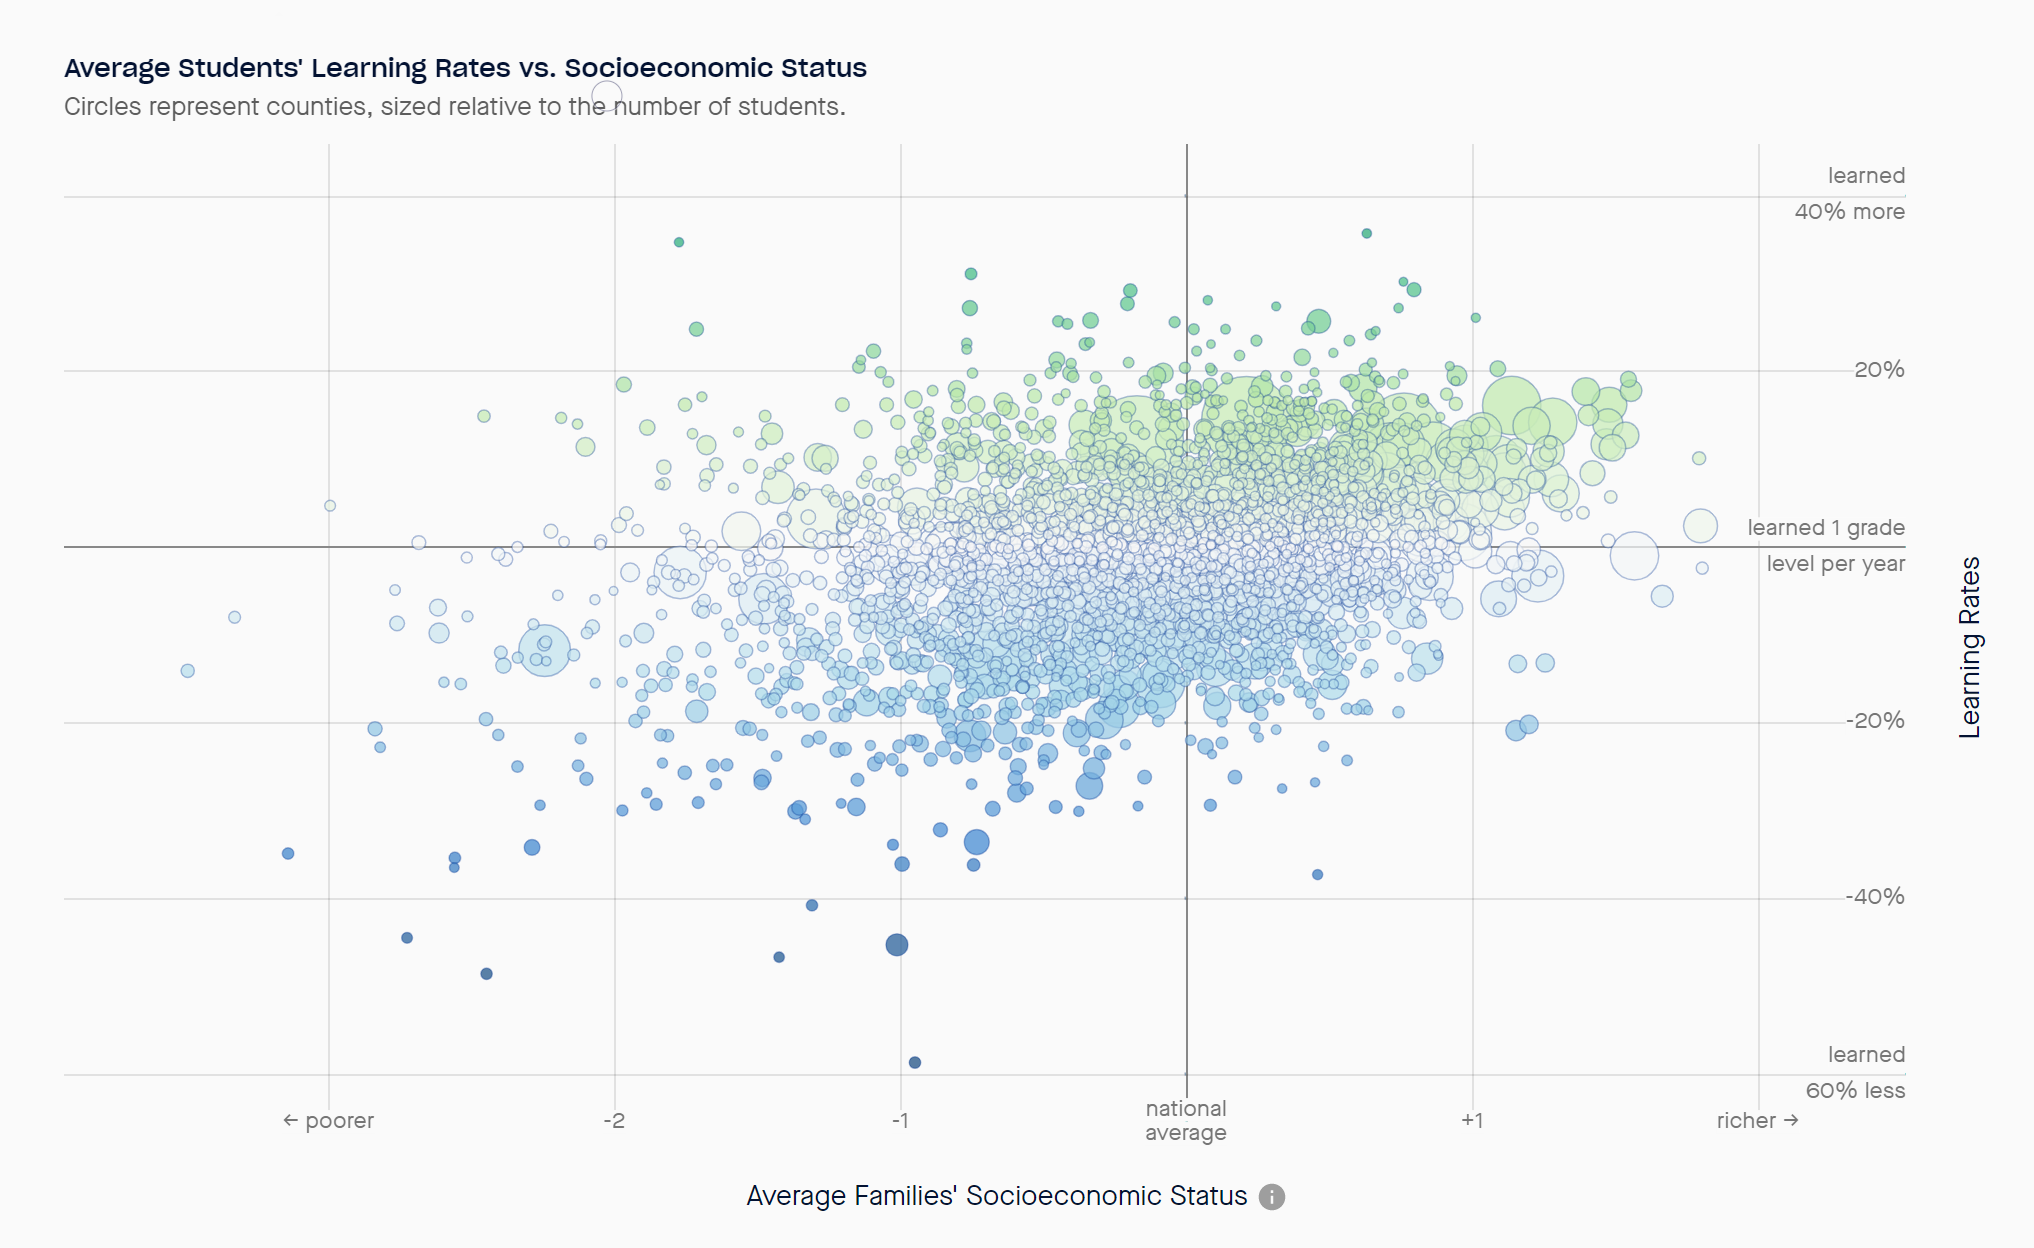 Average Students' Learning Rates vs. Socioeconomic Status
Circles represent counties, sized relative to the number of students.
learned
40% more
20%
learned 1 grade
level per year
-20%
-40%
learned
60% less
Learning Rates
← poorer
-2
-1
national
average
+1
richer →
Average Families' Socioeconomic Status
i